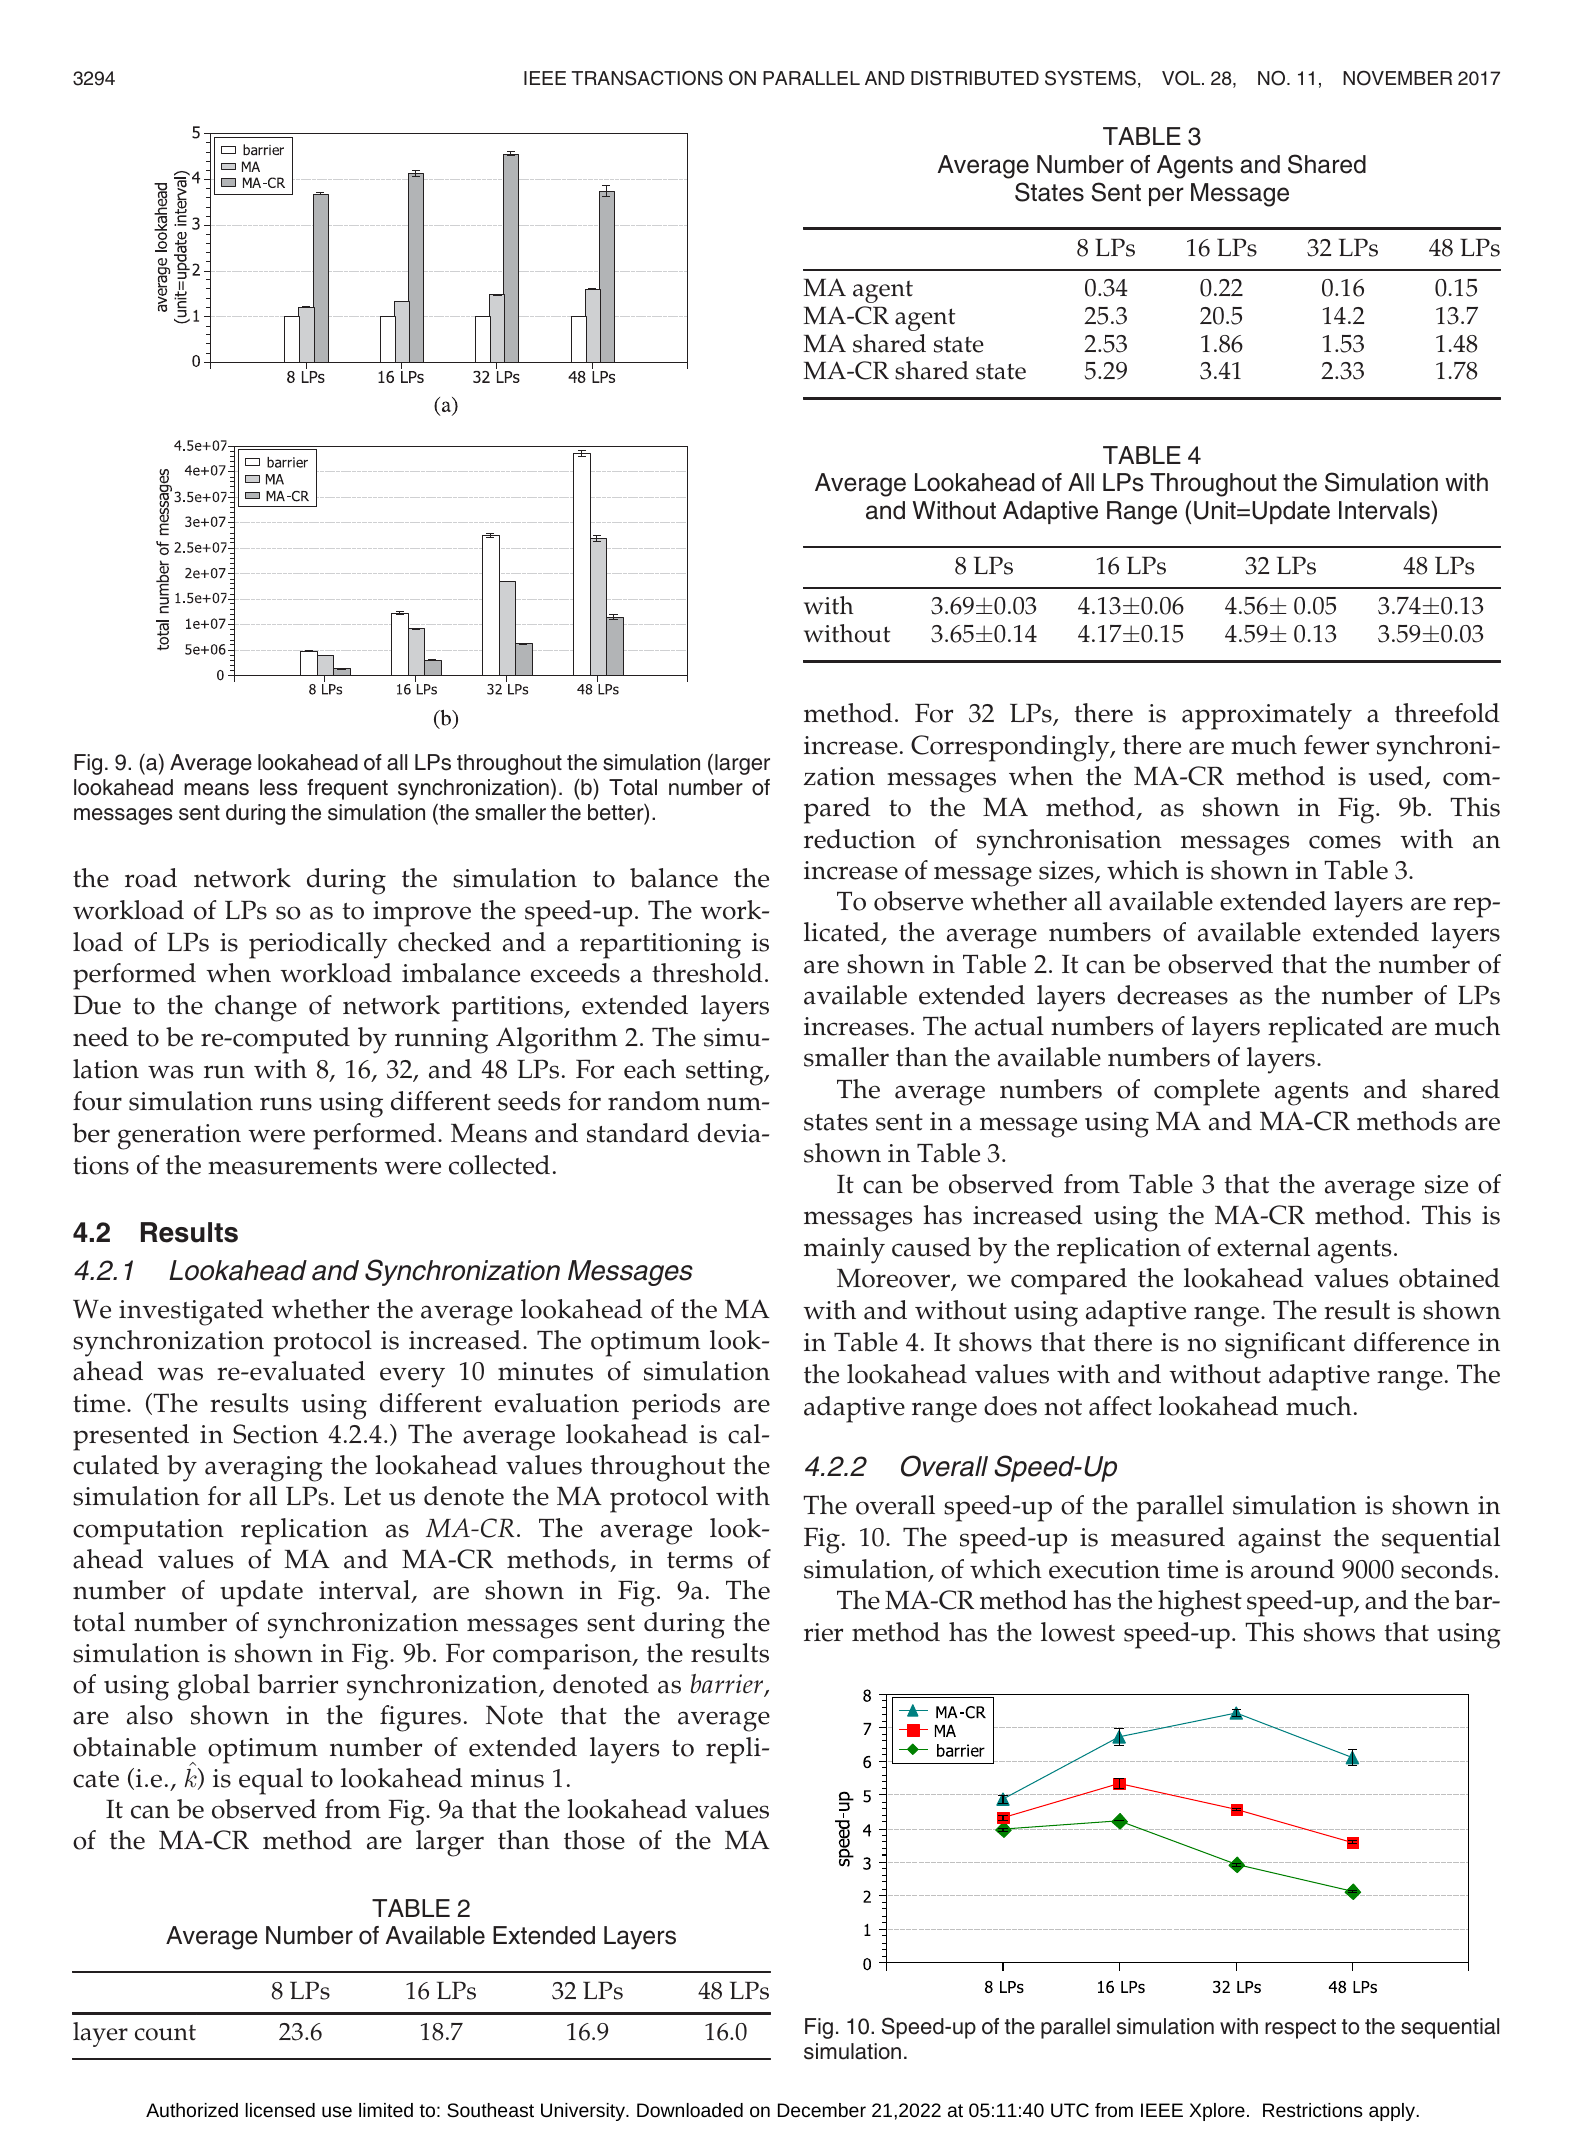 3294
IEEE TRANSACTIONS ON PARALLEL AND DISTRIBUTED SYSTEMS, VOL. 28, NO. 11, NOVEMBER 2017
5
4
3
2
1
0
average lookahead
(unit=update interval)
barrier
MA
MA-CR
8 LPs 16 LPs 32 LPs 48 LPs
(a)
4.5e+07
4e+07
3.5e+07
3e+07
2.5e+07
2e+07
1.5e+07
1e+07
5e+06
0
total number of messages
barrier
MA
MA-CR
8 LPs 16 LPs 32 LPs 48 LPs
(b)
Fig. 9. (a) Average lookahead of all LPs throughout the simulation (larger
lookahead means less frequent synchronization). (b) Total number of
messages sent during the simulation (the smaller the better).
the road network during the simulation to balance the
workload of LPs so as to improve the speed-up. The work-
load of LPs is periodically checked and a repartitioning is
performed when workload imbalance exceeds a threshold.
Due to the change of network partitions, extended layers
need to be re-computed by running Algorithm 2. The simu-
lation was run with 8, 16, 32, and 48 LPs. For each setting,
four simulation runs using different seeds for random num-
ber generation were performed. Means and standard devia-
tions of the measurements were collected.
4.2 Results
4.2.1 Lookahead and Synchronization Messages
We investigated whether the average lookahead of the MA
synchronization protocol is increased. The optimum look-
ahead was re-evaluated every 10 minutes of simulation
time. (The results using different evaluation periods are
presented in Section 4.2.4.) The average lookahead is cal-
culated by averaging the lookahead values throughout the
simulation for all LPs. Let us denote the MA protocol with
computation replication as MA-CR. The average look-
ahead values of MA and MA-CR methods, in terms of
number of update interval, are shown in Fig. 9a. The
total number of synchronization messages sent during the
simulation is shown in Fig. 9b. For comparison, the results
of using global barrier synchronization, denoted as barrier,
are also shown in the figures. Note that the average
obtainable optimum number of extended layers to repli-
cate (i.e., k̂) is equal to lookahead minus 1.
It can be observed from Fig. 9a that the lookahead values
of the MA-CR method are larger than those of the MA
TABLE 2
Average Number of Available Extended Layers
8 LPs 16 LPs 32 LPs 48 LPs
layer count 23.6 18.7 16.9 16.0
TABLE 3
Average Number of Agents and Shared
States Sent per Message
8 LPs 16 LPs 32 LPs 48 LPs
MA agent 0.34 0.22 0.16 0.15
MA-CR agent 25.3 20.5 14.2 13.7
MA shared state 2.53 1.86 1.53 1.48
MA-CR shared state 5.29 3.41 2.33 1.78
TABLE 4
Average Lookahead of All LPs Throughout the Simulation with
and Without Adaptive Range (Unit=Update Intervals)
8 LPs 16 LPs 32 LPs 48 LPs
with 3.69±0.03 4.13±0.06 4.56± 0.05 3.74±0.13
without 3.65±0.14 4.17±0.15 4.59± 0.13 3.59±0.03
method. For 32 LPs, there is approximately a threefold
increase. Correspondingly, there are much fewer synchroni-
zation messages when the MA-CR method is used, com-
pared to the MA method, as shown in Fig. 9b. This
reduction of synchronisation messages comes with an
increase of message sizes, which is shown in Table 3.
To observe whether all available extended layers are rep-
licated, the average numbers of available extended layers
are shown in Table 2. It can be observed that the number of
available extended layers decreases as the number of LPs
increases. The actual numbers of layers replicated are much
smaller than the available numbers of layers.
The average numbers of complete agents and shared
states sent in a message using MA and MA-CR methods are
shown in Table 3.
It can be observed from Table 3 that the average size of
messages has increased using the MA-CR method. This is
mainly caused by the replication of external agents.
Moreover, we compared the lookahead values obtained
with and without using adaptive range. The result is shown
in Table 4. It shows that there is no significant difference in
the lookahead values with and without adaptive range. The
adaptive range does not affect lookahead much.
4.2.2 Overall Speed-Up
The overall speed-up of the parallel simulation is shown in
Fig. 10. The speed-up is measured against the sequential
simulation, of which execution time is around 9000 seconds.
The MA-CR method has the highest speed-up, and the bar-
rier method has the lowest speed-up. This shows that using
8
7
6
5
4
3
2
1
0
speed-up
MA-CR
MA
barrier
8 LPs 16 LPs 32 LPs 48 LPs
Fig. 10. Speed-up of the parallel simulation with respect to the sequential
simulation.
Authorized licensed use limited to: Southeast University. Downloaded on December 21,2022 at 05:11:40 UTC from IEEE Xplore. Restrictions apply.